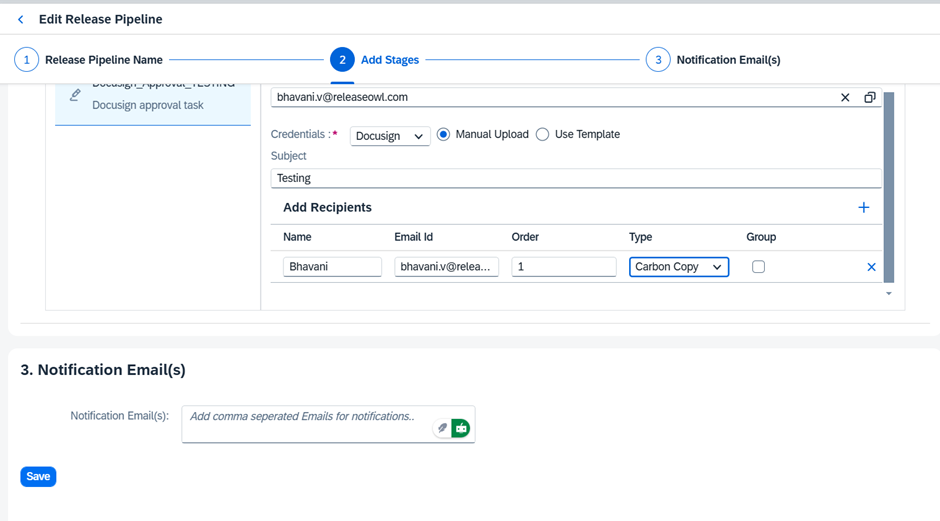 Edit Release Pipeline
1 Release Pipeline Name 2 Add Stages 3 Notification Email(s)
Docusign_Approval_TESTING
Docusign approval task
bhavani.v@releaseowl.com
Credentials :* Docusign Manual Upload Use Template
Subject
Testing
Add Recipients
Name Email Id Order Type Group
Bhavani bhavani.v@relea... 1 Carbon Copy
3. Notification Email(s)
Notification Email(s): Add comma seperated Emails for notifications..
Save